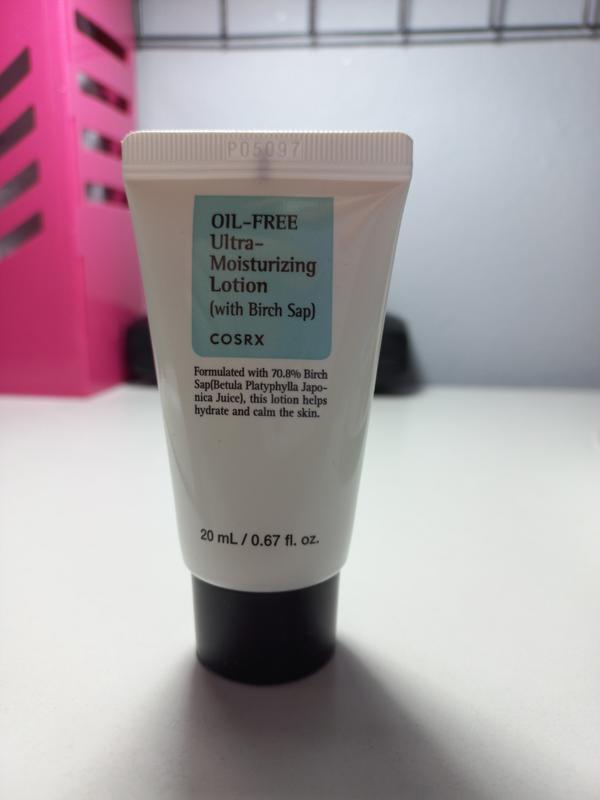 P05097
OIL-FREE
Ultra-
Moisturizing
Lotion
(with Birch Sap)
COSRX
Formulated with 70.8% Birch
Sap(Betula Platyphylla Japo-
nica Juice), this lotion helps
hydrate and calm the skin.
20 mL / 0.67 fl. oz.